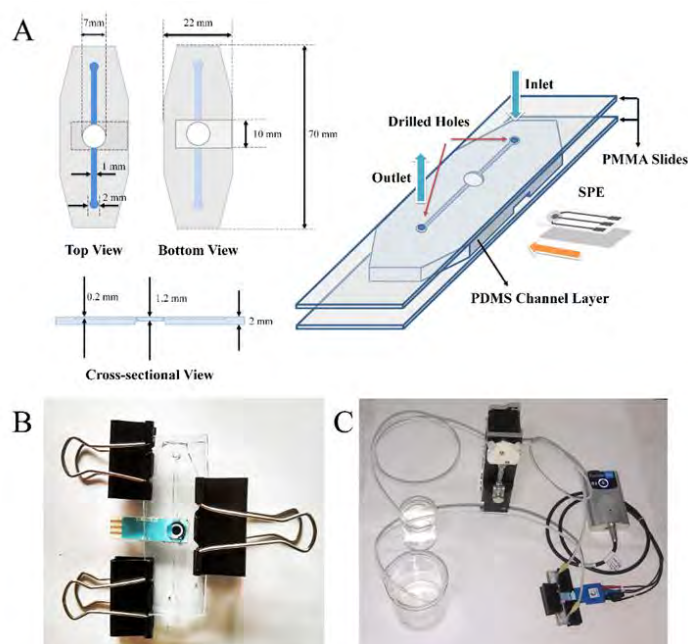 A
7mm
22 mm
10 mm
70 mm
1 mm
2 mm
Top View
Bottom View
0.2 mm
1.2 mm
2 mm
Cross-sectional View
Inlet
Drilled Holes
Outlet
PMMA Slides
SPE
PDMS Channel Layer
B
C